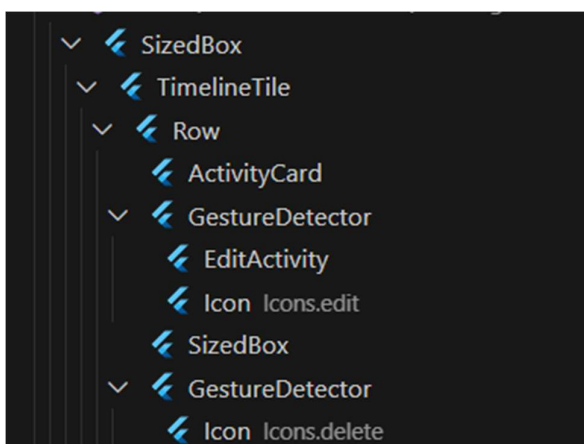 SizedBox
TimelineTile
Row
ActivityCard
GestureDetector
EditActivity
Icon Icons.edit
SizedBox
GestureDetector
Icon Icons.delete